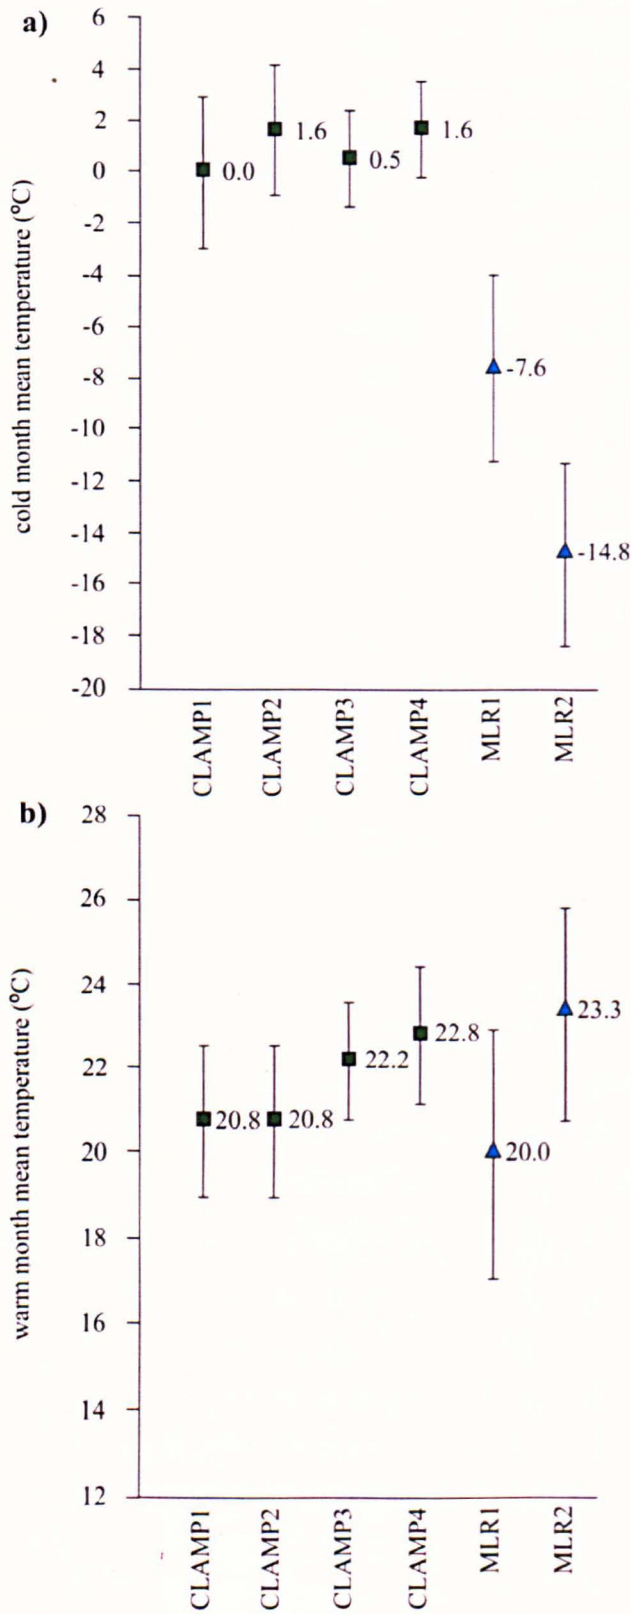 a)
6
4
2
0
-2
-4
-6
-8
-10
-12
-14
-16
-18
-20
cold month mean temperature (°C)
0.0
1.6
0.5
1.6
-7.6
-14.8
CLAMP1
CLAMP2
CLAMP3
CLAMP4
MLR1
MLR2
b)
28
26
24
22
20
18
16
14
12
warm month mean temperature (°C)
20.8
20.8
22.2
22.8
20.0
23.3
CLAMP1
CLAMP2
CLAMP3
CLAMP4
MLR1
MLR2